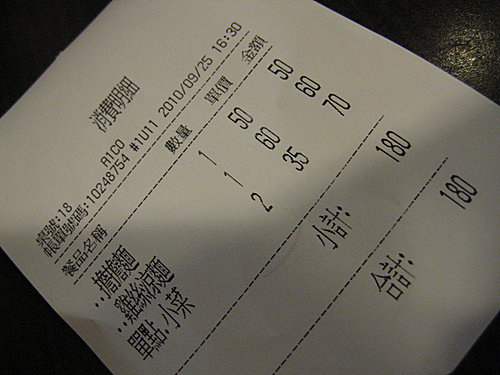 消費明細
A1CO
桌號:18
帳單號碼:10248754 #1U11 2010/09/25 16:30
餐品名稱 數量 單價 金額
..擔擔麵 1 50 50
..雞絲涼麵 1 60 60
單點.小菜 2 35 70
小計: 180
合計: 180